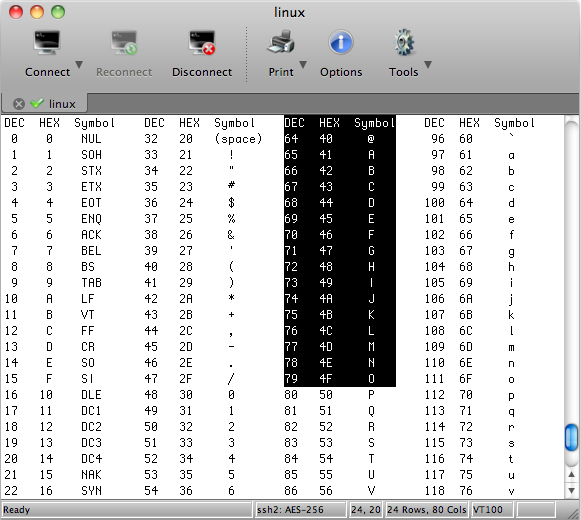 linux
Connect Reconnect Disconnect Print Options Tools
linux
DEC HEX Symbol DEC HEX Symbol DEC HEX Symbol DEC HEX Symbol
0 0 NUL 32 20 (space) 64 40 @ 96 60 `
1 1 SOH 33 21 ! 65 41 A 97 61 a
2 2 STX 34 22 " 66 42 B 98 62 b
3 3 ETX 35 23 # 67 43 C 99 63 c
4 4 EOT 36 24 $ 68 44 D 100 64 d
5 5 ENQ 37 25 % 69 45 E 101 65 e
6 6 ACK 38 26 & 70 46 F 102 66 f
7 7 BEL 39 27 ' 71 47 G 103 67 g
8 8 BS 40 28 ( 72 48 H 104 68 h
9 9 TAB 41 29 ) 73 49 I 105 69 i
10 A LF 42 2A * 74 4A J 106 6A j
11 B VT 43 2B + 75 4B K 107 6B k
12 C FF 44 2C , 76 4C L 108 6C l
13 D CR 45 2D - 77 4D M 109 6D m
14 E SO 46 2E . 78 4E N 110 6E n
15 F SI 47 2F / 79 4F O 111 6F o
16 10 DLE 48 30 0 80 50 P 112 70 p
17 11 DC1 49 31 1 81 51 Q 113 71 q
18 12 DC2 50 32 2 82 52 R 114 72 r
19 13 DC3 51 33 3 83 53 S 115 73 s
20 14 DC4 52 34 4 84 54 T 116 74 t
21 15 NAK 53 35 5 85 55 U 117 75 u
22 16 SYN 54 36 6 86 56 V 118 76 v
Ready ssh2: AES-256 24, 20 24 Rows, 80 Cols VT100